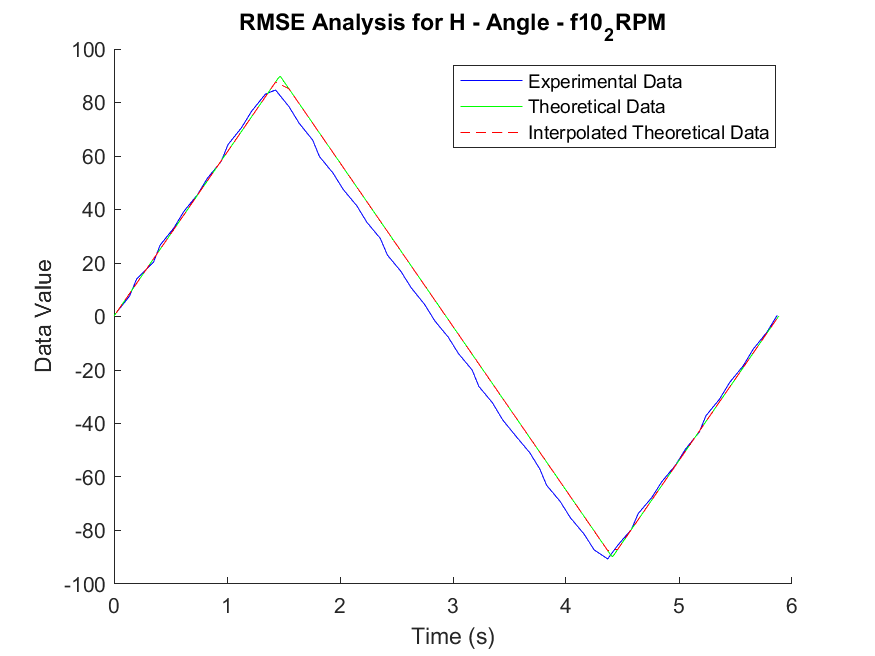 RMSE Analysis for H - Angle - f10₂RPM
Experimental Data
Theoretical Data
Interpolated Theoretical Data
100
80
60
40
20
0
-20
-40
-60
-80
-100
Data Value
0 1 2 3 4 5 6
Time (s)